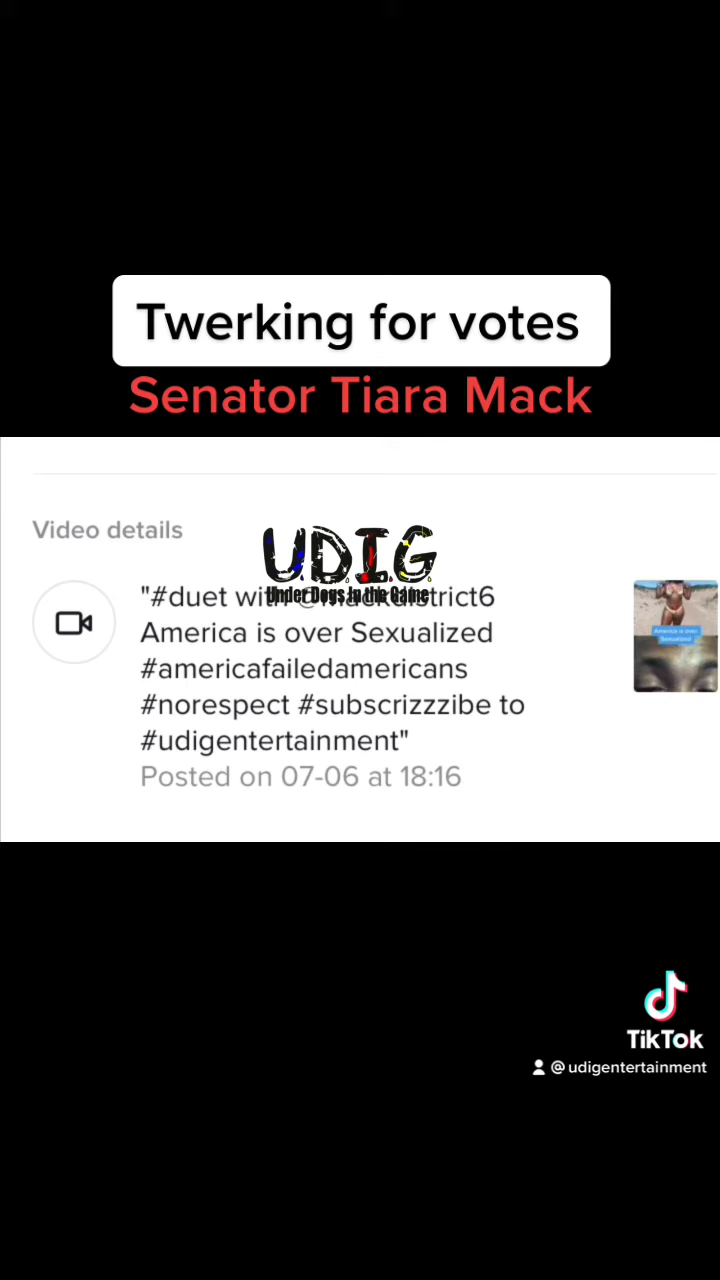 Twerking for votes
Senator Tiara Mack
Video details
UDIG
Under Dogs In the Game
"#duet with
America is over Sexualized
#americafailedamericans
#norespect #subscrizzzibe to
#udigentertainment"
Posted on 07-06 at 18:16
America is over
Sexualized
TikTok
@udigentertainment